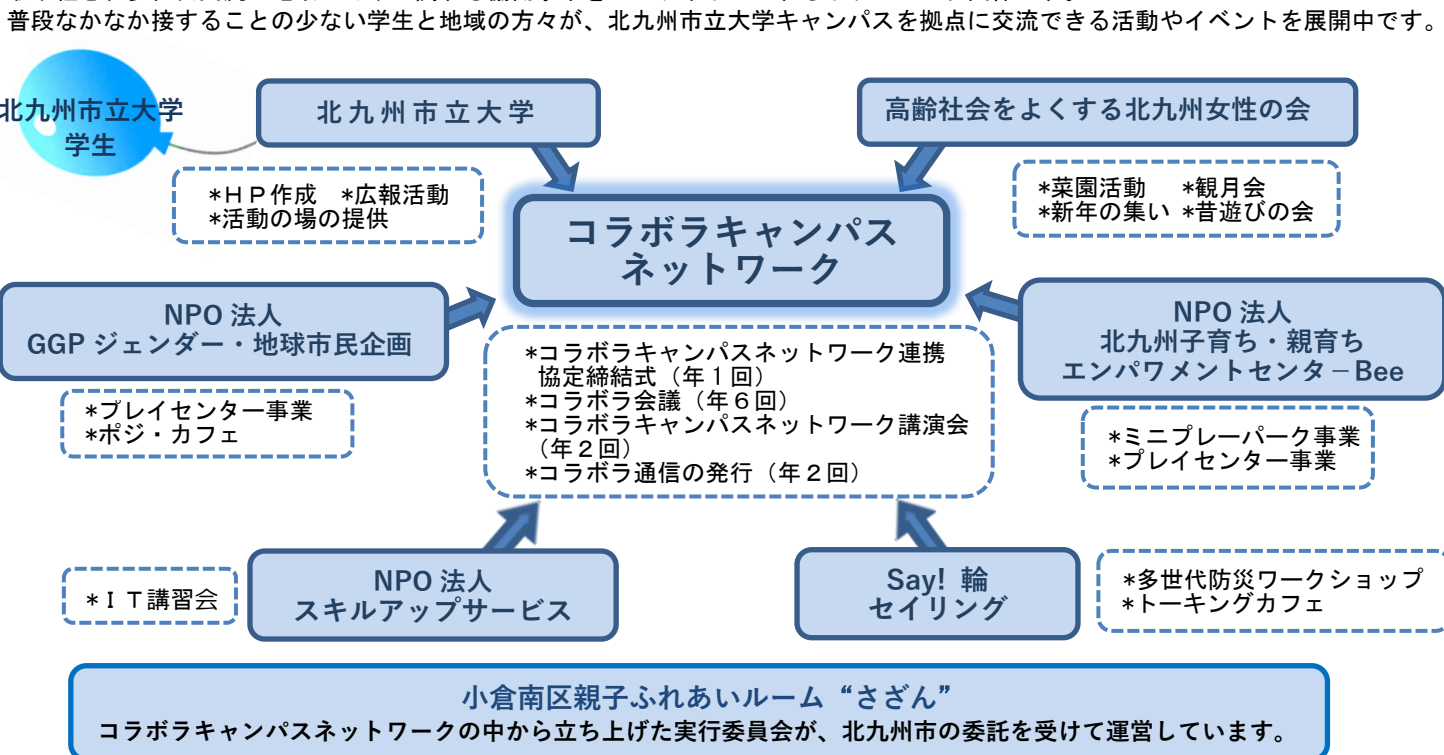 普段なかなか接することの少ない学生と地域の方々が、北九州市立大学キャンパスを拠点に交流できる活動やイベントを展開中です。
北九州市立大学
学生
北九州市立大学
高齢社会をよくする北九州女性の会
*ＨＰ作成 *広報活動
*活動の場の提供
*菜園活動 *観月会
*新年の集い *昔遊びの会
コラボラキャンパス
ネットワーク
NPO 法人
GGP ジェンダー・地球市民企画
NPO 法人
北九州子育ち・親育ち
エンパワメントセンタ－Bee
*コラボラキャンパスネットワーク連携
協定締結式（年１回）
*コラボラ会議（年６回）
*コラボラキャンパスネットワーク講演会
（年２回）
*コラボラ通信の発行（年２回）
*プレイセンター事業
*ポジ・カフェ
*ミニプレーパーク事業
*プレイセンター事業
*ＩＴ講習会
NPO 法人
スキルアップサービス
Say! 輪
セイリング
*多世代防災ワークショップ
*トーキングカフェ
小倉南区親子ふれあいルーム“さざん”
コラボラキャンパスネットワークの中から立ち上げた実行委員会が、北九州市の委託を受けて運営しています。